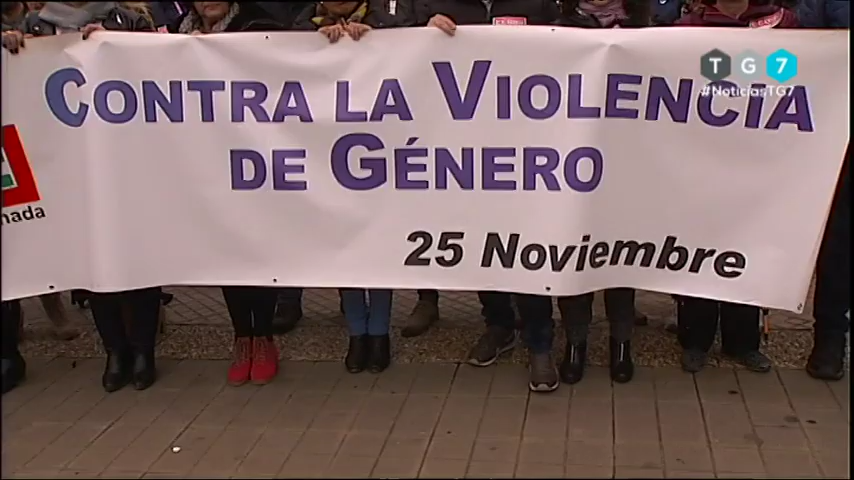 TG7
#NoticiasTG7
CONTRA LA VIOLENCIA
DE GÉNERO
25 Noviembre
nada